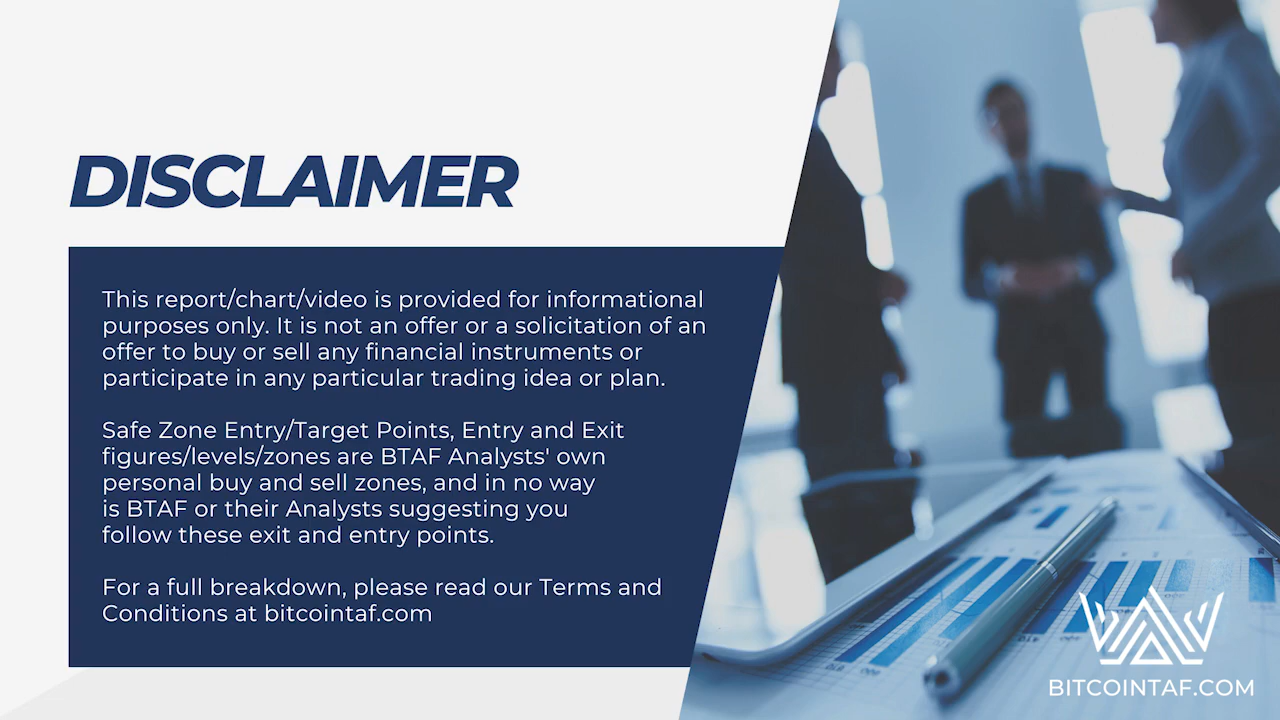 DISCLAIMER
This report/chart/video is provided for informational
purposes only. It is not an offer or a solicitation of an
offer to buy or sell any financial instruments or
participate in any particular trading idea or plan.
Safe Zone Entry/Target Points, Entry and Exit
figures/levels/zones are BTAF Analysts' own
personal buy and sell zones, and in no way
is BTAF or their Analysts suggesting you
follow these exit and entry points.
For a full breakdown, please read our Terms and
Conditions at bitcointaf.com
BITCOINTAF.COM